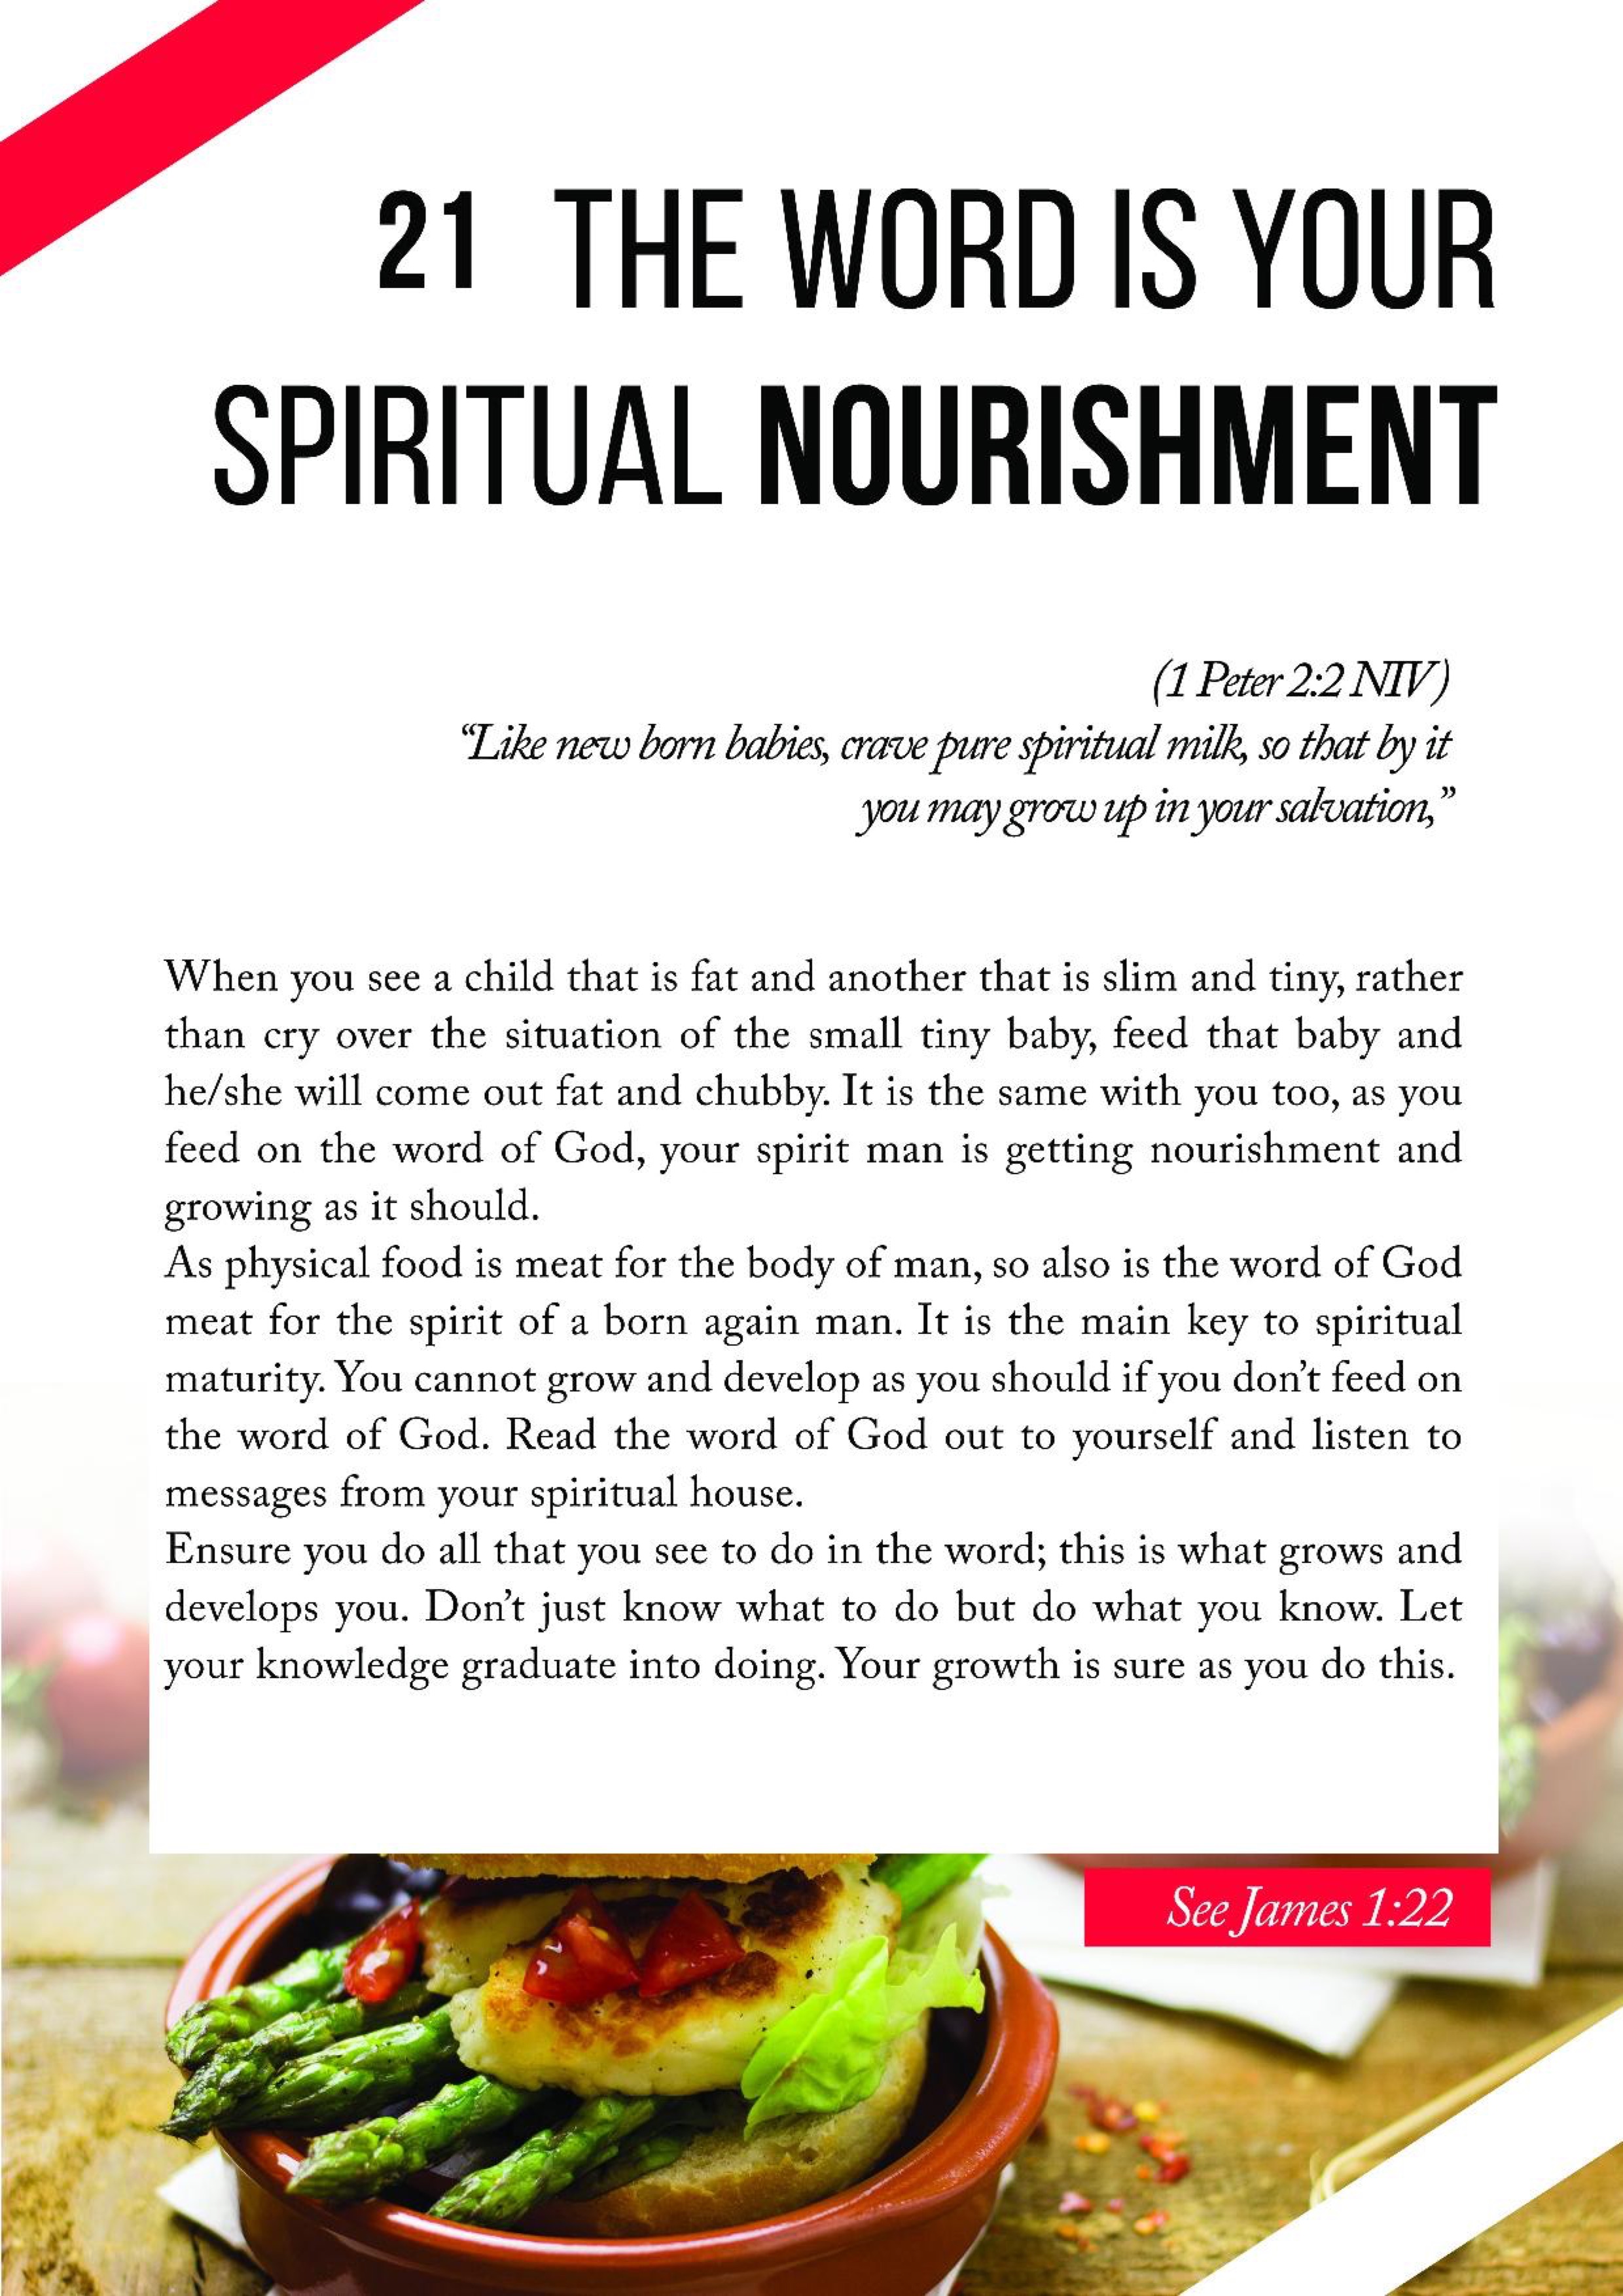 21 THE WORD IS YOUR
SPIRITUAL NOURISHMENT
(1 Peter 2:2 NIV)
“Like new born babies, crave pure spiritual milk, so that by it
you may grow up in your salvation,”
When you see a child that is fat and another that is slim and tiny, rather
than cry over the situation of the small tiny baby, feed that baby and
he/she will come out fat and chubby. It is the same with you too, as you
feed on the word of God, your spirit man is getting nourishment and
growing as it should.
As physical food is meat for the body of man, so also is the word of God
meat for the spirit of a born again man. It is the main key to spiritual
maturity. You cannot grow and develop as you should if you don’t feed on
the word of God. Read the word of God out to yourself and listen to
messages from your spiritual house.
Ensure you do all that you see to do in the word; this is what grows and
develops you. Don’t just know what to do but do what you know. Let
your knowledge graduate into doing. Your growth is sure as you do this.
See James 1:22